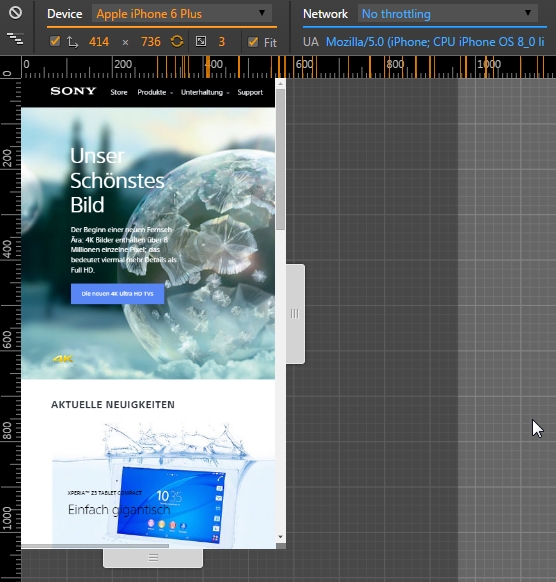 Device Apple iPhone 6 Plus ▼ Network No throttling ▼
414 × 736 3 Fit UA Mozilla/5.0 (iPhone; CPU iPhone OS 8_0 li
0 200 400 600 800 1000
0
200
400
600
800
1000
SONY Store Produkte Unterhaltung Support
Unser
Schönstes
Bild
Der Beginn einer neuen Fernseh-
Ära: 4K Bilder enthalten über 8
Millionen einzelne Pixel; das
bedeutet viermal mehr Details als
Full HD.
Die neuen 4K Ultra HD TVs
4K
AKTUELLE NEUIGKEITEN
10:35
XPERIA™ Z3 TABLET COMPACT
Einfach gigantisch